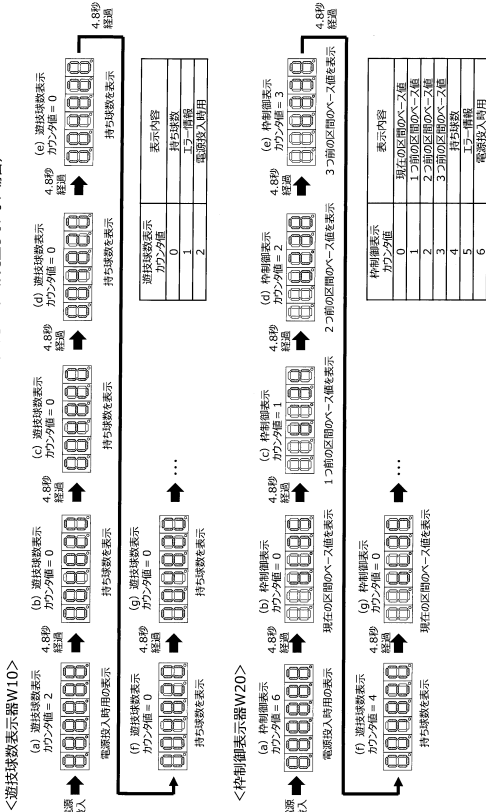 <遊技球数表示器W10>
電源
投入
(a) 遊技球数表示
カウンタ値 = 2
電源投入時用の表示
4.8秒
経過
(b) 遊技球数表示
カウンタ値 = 0
持ち球数を表示
4.8秒
経過
(c) 遊技球数表示
カウンタ値 = 0
持ち球数を表示
4.8秒
経過
(d) 遊技球数表示
カウンタ値 = 0
持ち球数を表示
4.8秒
経過
(e) 遊技球数表示
カウンタ値 = 0
持ち球数を表示
4.8秒
経過
(f) 遊技球数表示
カウンタ値 = 0
持ち球数を表示
4.8秒
経過
(g) 遊技球数表示
カウンタ値 = 0
持ち球数を表示
…
遊技球数表示 カウンタ値 表示内容
0 持ち球数
1 エラー情報
2 電源投入時用
<枠制御表示器W20>
電源
投入
(a) 枠制御表示
カウンタ値 = 6
電源投入時用の表示
4.8秒
経過
(b) 枠制御表示
カウンタ値 = 0
現在の区間のベース値を表示
4.8秒
経過
(c) 枠制御表示
カウンタ値 = 1
1つ前の区間のベース値を表示
4.8秒
経過
(d) 枠制御表示
カウンタ値 = 2
2つ前の区間のベース値を表示
4.8秒
経過
(e) 枠制御表示
カウンタ値 = 3
3つ前の区間のベース値を表示
4.8秒
経過
(f) 遊技球数表示
カウンタ値 = 4
持ち球数を表示
4.8秒
経過
(g) 枠制御表示
カウンタ値 = 0
現在の区間のベース値を表示
…
枠制御表示 カウンタ値 表示内容
0 現在の区間のベース値
1 1つ前の区間のベース値
2 2つ前の区間のベース値
3 3つ前の区間のベース値
4 持ち球数
5 エラー情報
6 電源投入時用